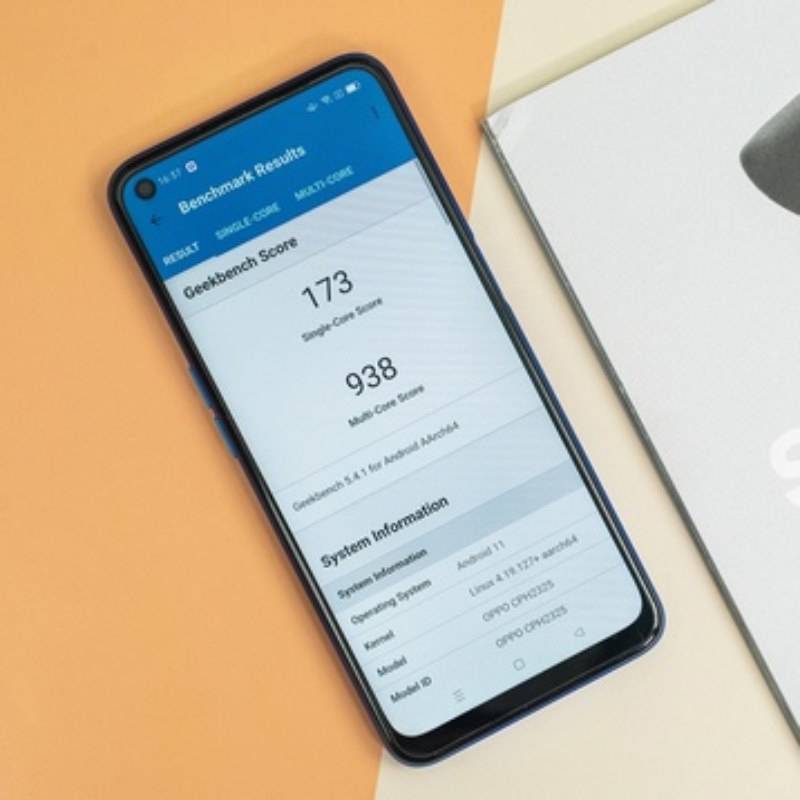 16:37
Benchmark Results
RESULT SINGLE-CORE MULTI-CORE
Geekbench Score
173
Single-Core Score
938
Multi-Core Score
Geekbench 5.4.1 for Android AArch64
System Information
System Information
Operating System Android 11
Kernel Linux 4.19.127+ aarch64
Model OPPO CPH2325
Model ID OPPO CPH2325